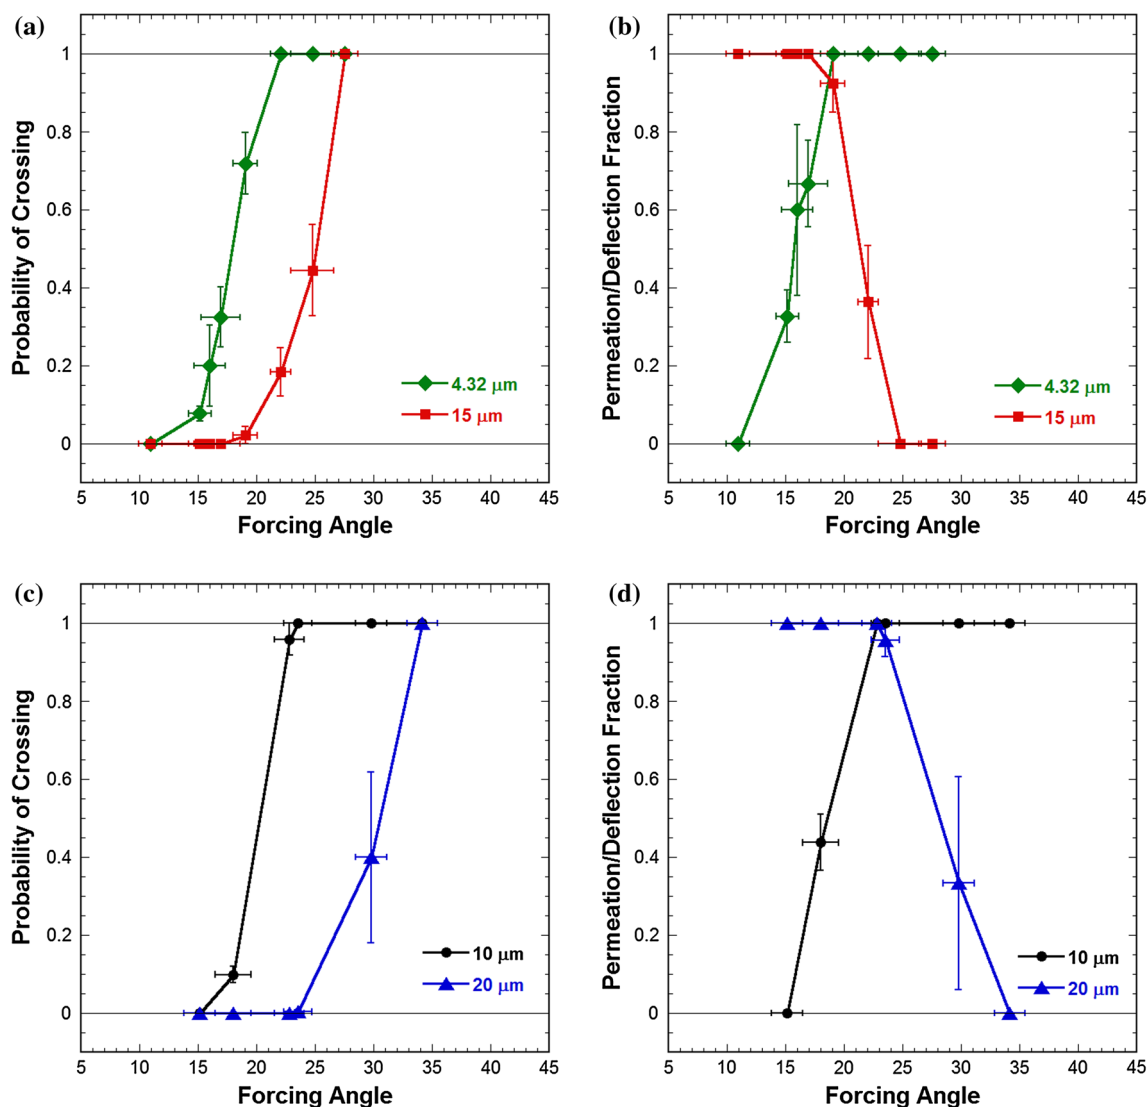 (a)
Probability of Crossing
1
0.8
0.6
0.4
0.2
0
4.32 μm
15 μm
5 10 15 20 25 30 35 40 45
Forcing Angle
(b)
Permeation/Deflection Fraction
1
0.8
0.6
0.4
0.2
0
4.32 μm
15 μm
5 10 15 20 25 30 35 40 45
Forcing Angle
(c)
Probability of Crossing
1
0.8
0.6
0.4
0.2
0
10 μm
20 μm
5 10 15 20 25 30 35 40 45
Forcing Angle
(d)
Permeation/Deflection Fraction
1
0.8
0.6
0.4
0.2
0
10 μm
20 μm
5 10 15 20 25 30 35 40 45
Forcing Angle